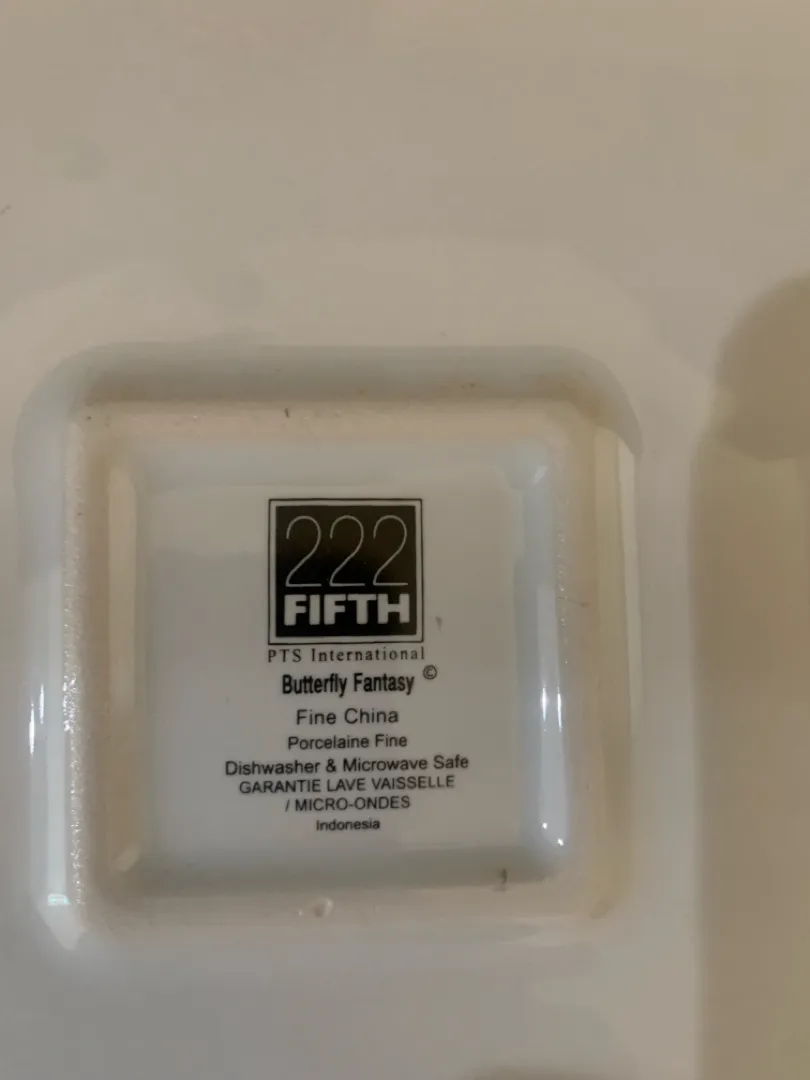 222
FIFTH
PTS International
Butterfly Fantasy ©
Fine China
Porcelaine Fine
Dishwasher & Microwave Safe
GARANTIE LAVE VAISSELLE
/ MICRO-ONDES
Indonesia